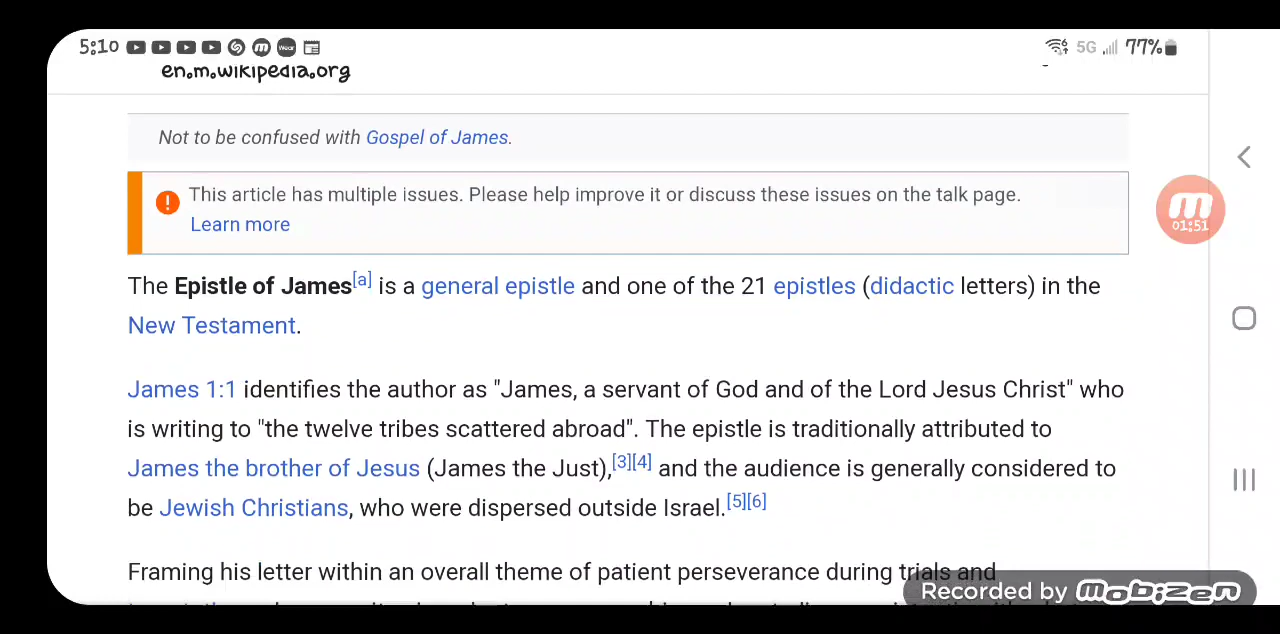 5:10 m Wear 5G 77%
en.m.wikipedia.org
Not to be confused with Gospel of James.
This article has multiple issues. Please help improve it or discuss these issues on the talk page.
Learn more
m
01:51
The Epistle of James[a] is a general epistle and one of the 21 epistles (didactic letters) in the
New Testament.
James 1:1 identifies the author as "James, a servant of God and of the Lord Jesus Christ" who
is writing to "the twelve tribes scattered abroad". The epistle is traditionally attributed to
James the brother of Jesus (James the Just),[3][4] and the audience is generally considered to
be Jewish Christians, who were dispersed outside Israel.[5][6]
Framing his letter within an overall theme of patient perseverance during trials and
Recorded by Mobizen